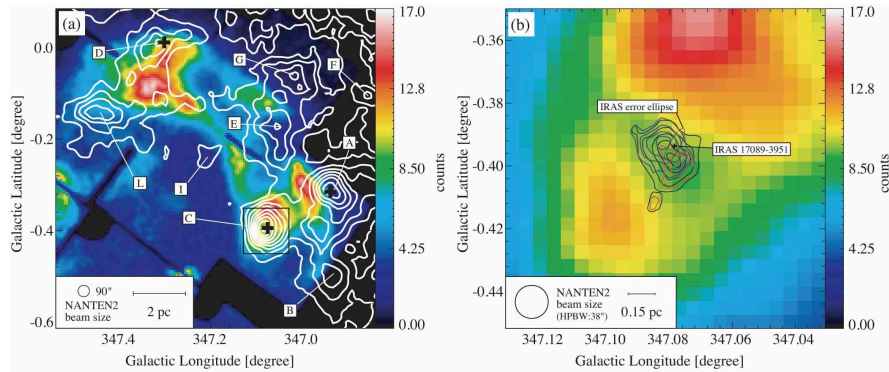 (a)
D
G
F
E
A
L
I
C
B
90"
NANTEN2
beam size
2 pc
0.0
-0.2
-0.4
-0.6
Galactic Latitude [degree]
347.4
347.2
347.0
Galactic Longitude [degree]
17.0
12.8
8.50
4.25
0.00
counts
(b)
IRAS error ellipse
IRAS 17089-3951
NANTEN2
beam size
(HPBW:38")
0.15 pc
-0.36
-0.38
-0.40
-0.42
-0.44
Galactic Latitude [degree]
347.10
347.08
347.06
347.04
Galactic Longitude [degree]
17.0
12.8
8.50
4.25
0.00
counts